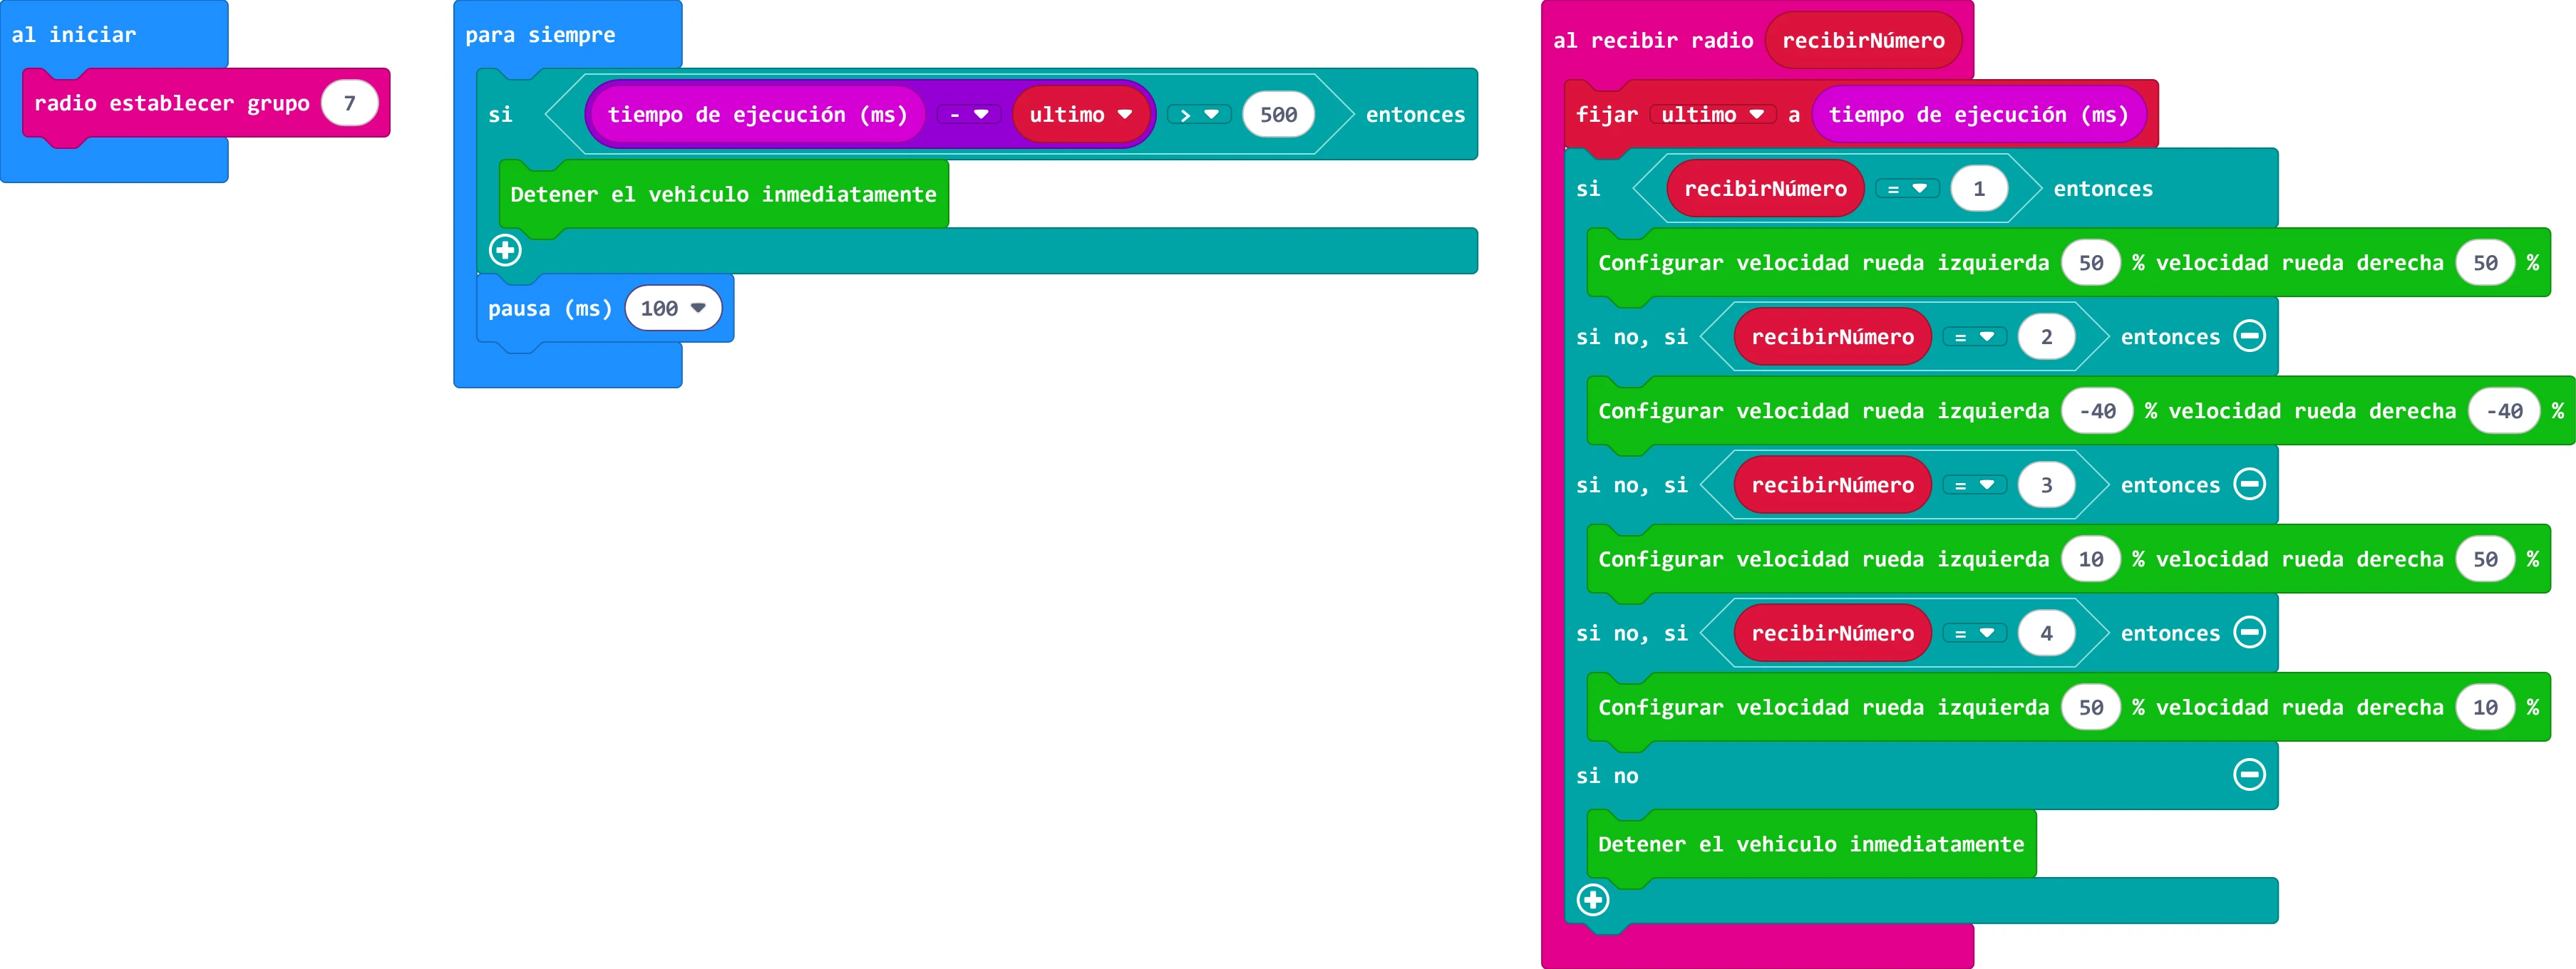 al iniciar
radio establecer grupo 7
para siempre
si tiempo de ejecución (ms) - ultimo > 500 entonces
Detener el vehiculo inmediatamente
pausa (ms) 100
al recibir radio recibirNúmero
fijar ultimo a tiempo de ejecución (ms)
si recibirNúmero = 1 entonces
Configurar velocidad rueda izquierda 50 % velocidad rueda derecha 50 %
si no, si recibirNúmero = 2 entonces
Configurar velocidad rueda izquierda -40 % velocidad rueda derecha -40 %
si no, si recibirNúmero = 3 entonces
Configurar velocidad rueda izquierda 10 % velocidad rueda derecha 50 %
si no, si recibirNúmero = 4 entonces
Configurar velocidad rueda izquierda 50 % velocidad rueda derecha 10 %
si no
Detener el vehiculo inmediatamente